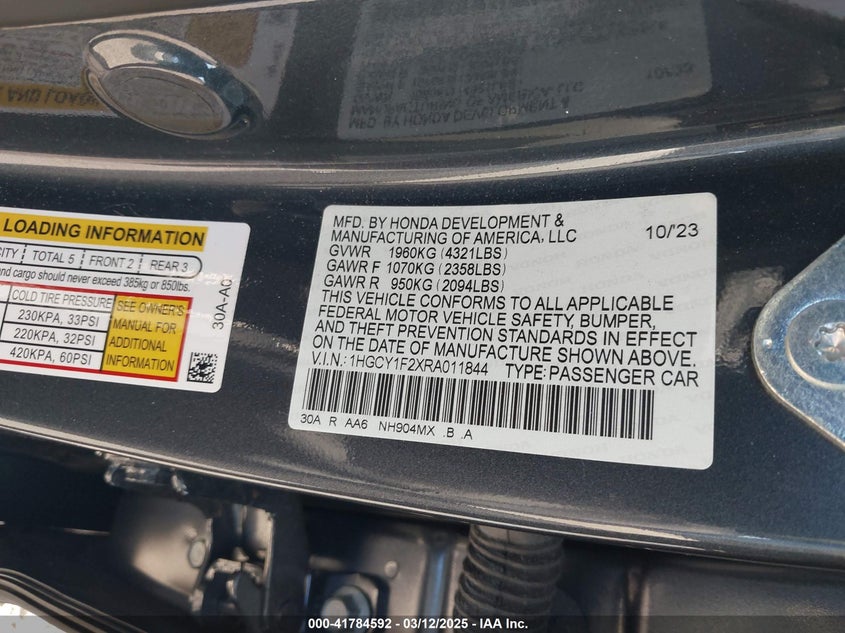 LOADING INFORMATION
CITY TOTAL 5 FRONT 2 REAR 3
and cargo should never exceed 385kg or 850lbs.
COLD TIRE PRESSURE
230KPA, 33PSI
220KPA, 32PSI
420KPA, 60PSI
SEE OWNER'S
MANUAL FOR
ADDITIONAL
INFORMATION
30A-A0
MFD. BY HONDA DEVELOPMENT &
MANUFACTURING OF AMERICA, LLC 10/'23
GVWR 1960KG (4321LBS)
GAWR F 1070KG (2358LBS)
GAWR R 950KG (2094LBS)
THIS VEHICLE CONFORMS TO ALL APPLICABLE
FEDERAL MOTOR VEHICLE SAFETY, BUMPER,
AND THEFT PREVENTION STANDARDS IN EFFECT
ON THE DATE OF MANUFACTURE SHOWN ABOVE.
V.I.N.: 1HGCY1F2XRA011844 TYPE: PASSENGER CAR
30A R AA6 NH904MX .B .A
000-41784592 - 03/12/2025 - IAA Inc.